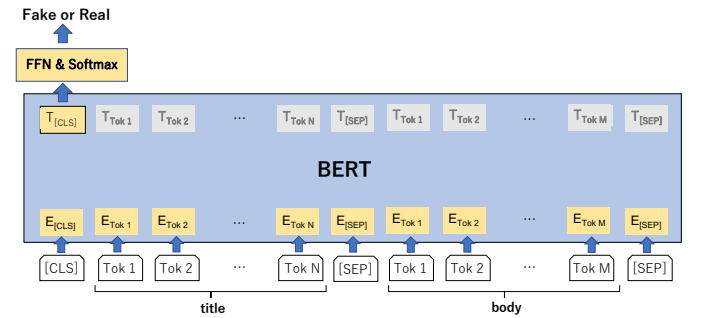 Fake or Real
FFN & Softmax
T[CLS] TTok 1 TTok 2 ... TTok N T[SEP] TTok 1 TTok 2 ... TTok M T[SEP]
BERT
E[CLS] ETok 1 ETok 2 ... ETok N E[SEP] ETok 1 ETok 2 ... ETok M E[SEP]
[CLS] Tok 1 Tok 2 ... Tok N [SEP] Tok 1 Tok 2 ... Tok M [SEP]
title body